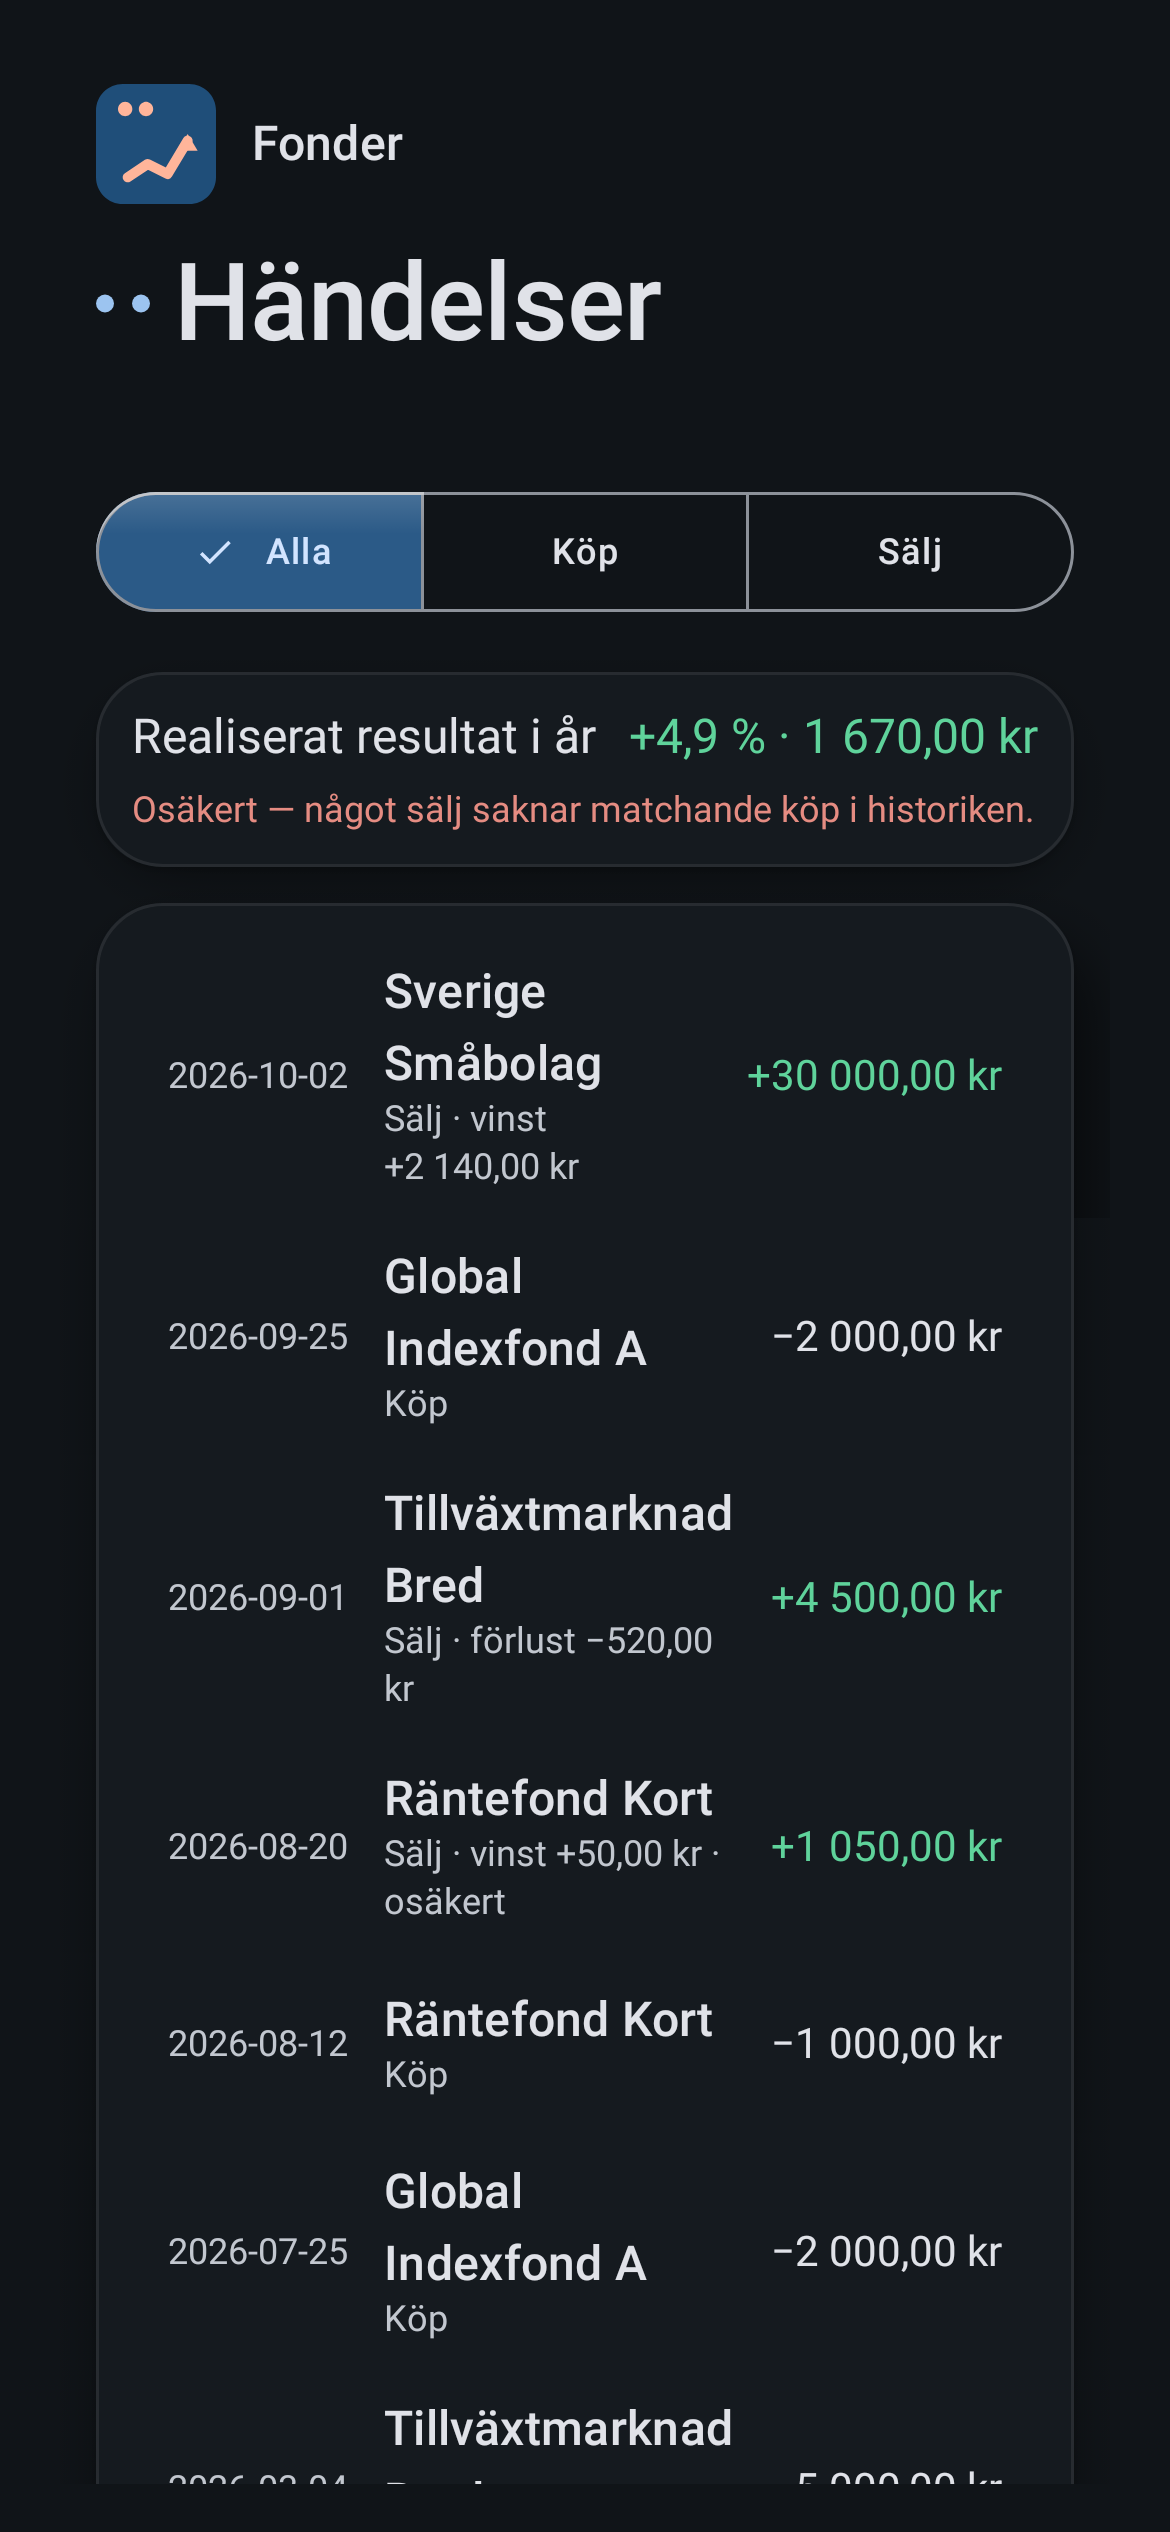 Fonder
Händelser
Alla
Köp
Sälj
Realiserat resultat i år +4,9 % · 1 670,00 kr
Osäkert — något sälj saknar matchande köp i historiken.
Sverige
Småbolag
2026-10-02
+30 000,00 kr
Sälj · vinst
+2 140,00 kr
Global
Indexfond A
2026-09-25
−2 000,00 kr
Köp
Tillväxtmarknad
Bred
2026-09-01
+4 500,00 kr
Sälj · förlust −520,00
kr
Räntefond Kort
2026-08-20
+1 050,00 kr
Sälj · vinst +50,00 kr ·
osäkert
Räntefond Kort
2026-08-12
−1 000,00 kr
Köp
Global
Indexfond A
2026-07-25
−2 000,00 kr
Köp
Tillväxtmarknad